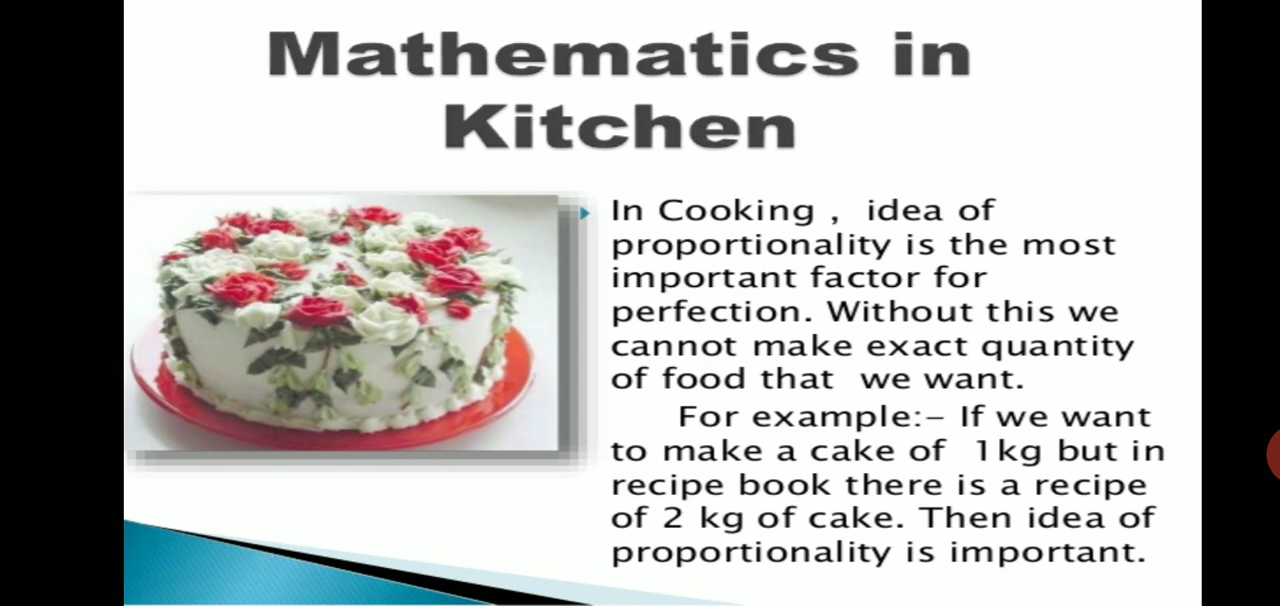 Mathematics in
Kitchen
In Cooking , idea of
proportionality is the most
important factor for
perfection. Without this we
cannot make exact quantity
of food that we want.
For example:– If we want
to make a cake of 1kg but in
recipe book there is a recipe
of 2 kg of cake. Then idea of
proportionality is important.